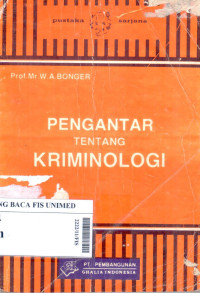 pustaka sarjana
Prof. Mr. W. A. BONGER
PENGANTAR
TENTANG
KRIMINOLOGI
NG BACA FIS UNIMED
PT. PEMBANGUNAN
GHALIA INDONESIA